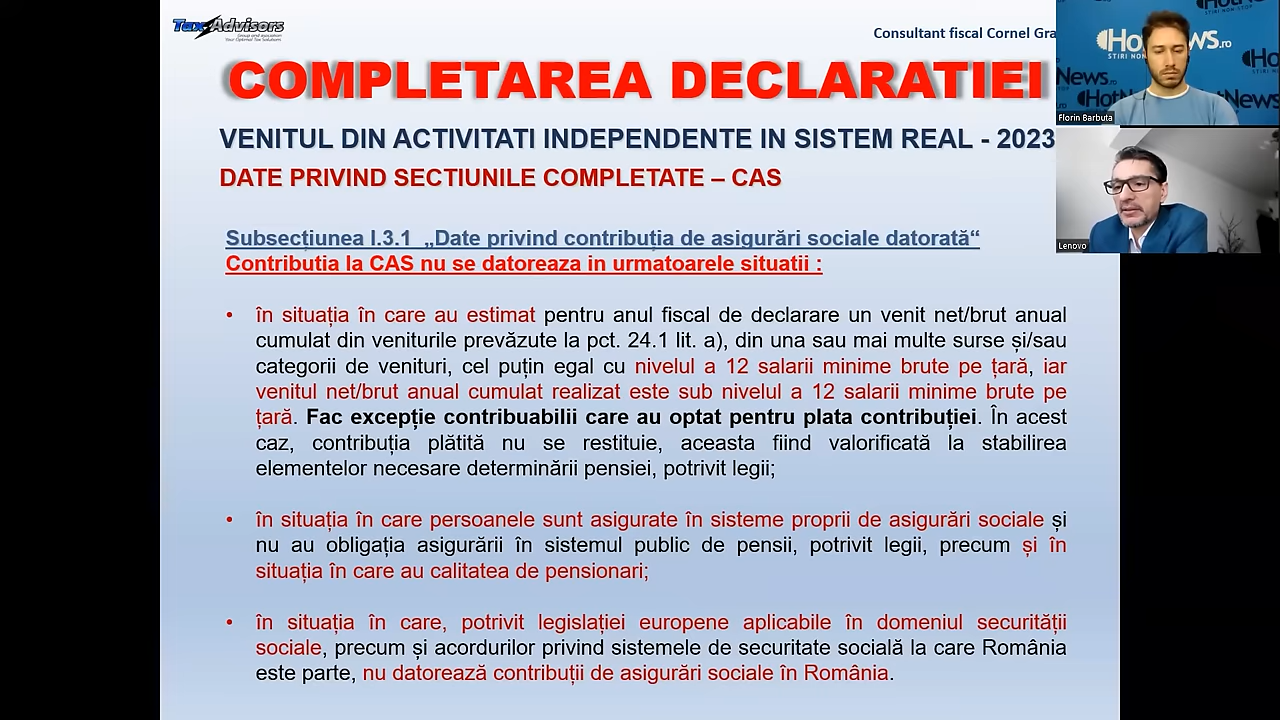 Tax Advisors
Consultant fiscal Cornel Gra
COMPLETAREA DECLARATIEI
VENITUL DIN ACTIVITATI INDEPENDENTE IN SISTEM REAL - 2023
DATE PRIVIND SECTIUNILE COMPLETATE – CAS
Subsecțiunea I.3.1 „Date privind contribuția de asigurări sociale datorată“
Contributia la CAS nu se datoreaza in urmatoarele situatii :
• în situația în care au estimat pentru anul fiscal de declarare un venit net/brut anual
cumulat din veniturile prevăzute la pct. 24.1 lit. a), din una sau mai multe surse și/sau
categorii de venituri, cel puțin egal cu nivelul a 12 salarii minime brute pe țară, iar
venitul net/brut anual cumulat realizat este sub nivelul a 12 salarii minime brute pe
țară. Fac excepție contribuabilii care au optat pentru plata contribuției. În acest
caz, contribuția plătită nu se restituie, aceasta fiind valorificată la stabilirea
elementelor necesare determinării pensiei, potrivit legii;
• în situația în care persoanele sunt asigurate în sisteme proprii de asigurări sociale și
nu au obligația asigurării în sistemul public de pensii, potrivit legii, precum și în
situația în care au calitatea de pensionari;
• în situația în care, potrivit legislației europene aplicabile în domeniul securității
sociale, precum și acordurilor privind sistemele de securitate socială la care România
este parte, nu datorează contribuții de asigurări sociale în România.
Florin Barbuta
Lenovo